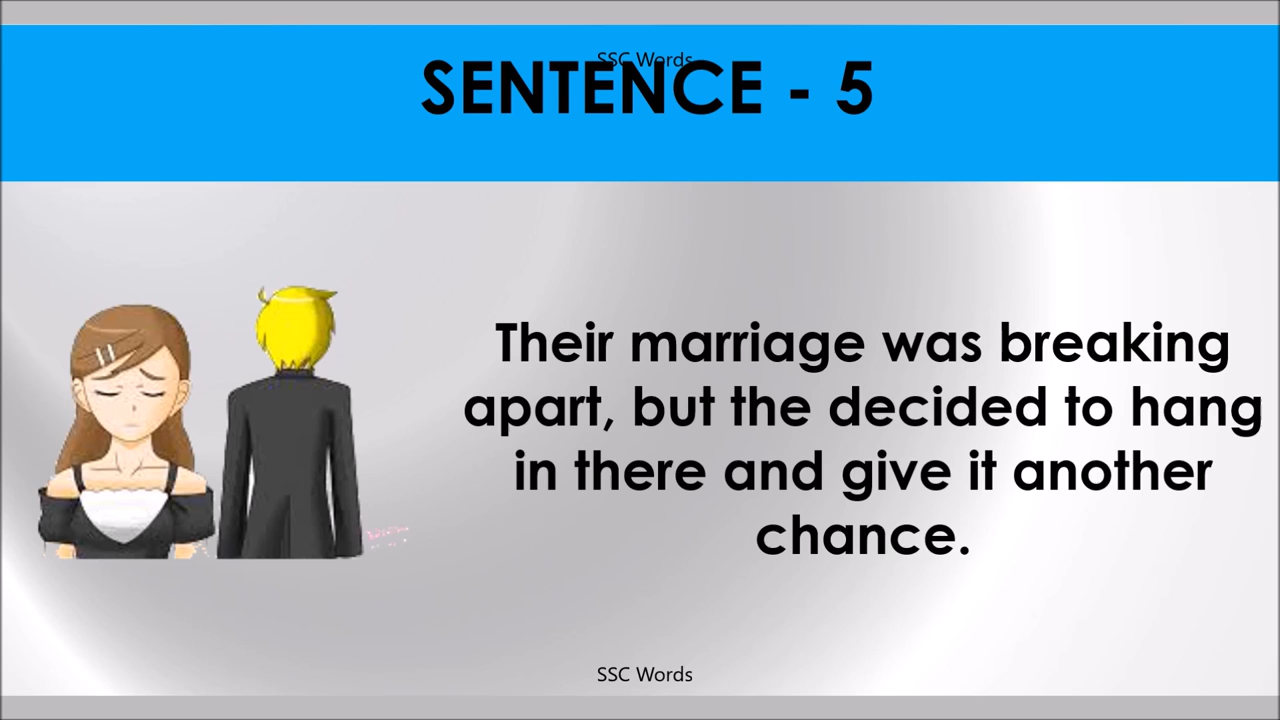 SSC Words
SENTENCE - 5
Their marriage was breaking
apart, but the decided to hang
in there and give it another
chance.
SSC Words